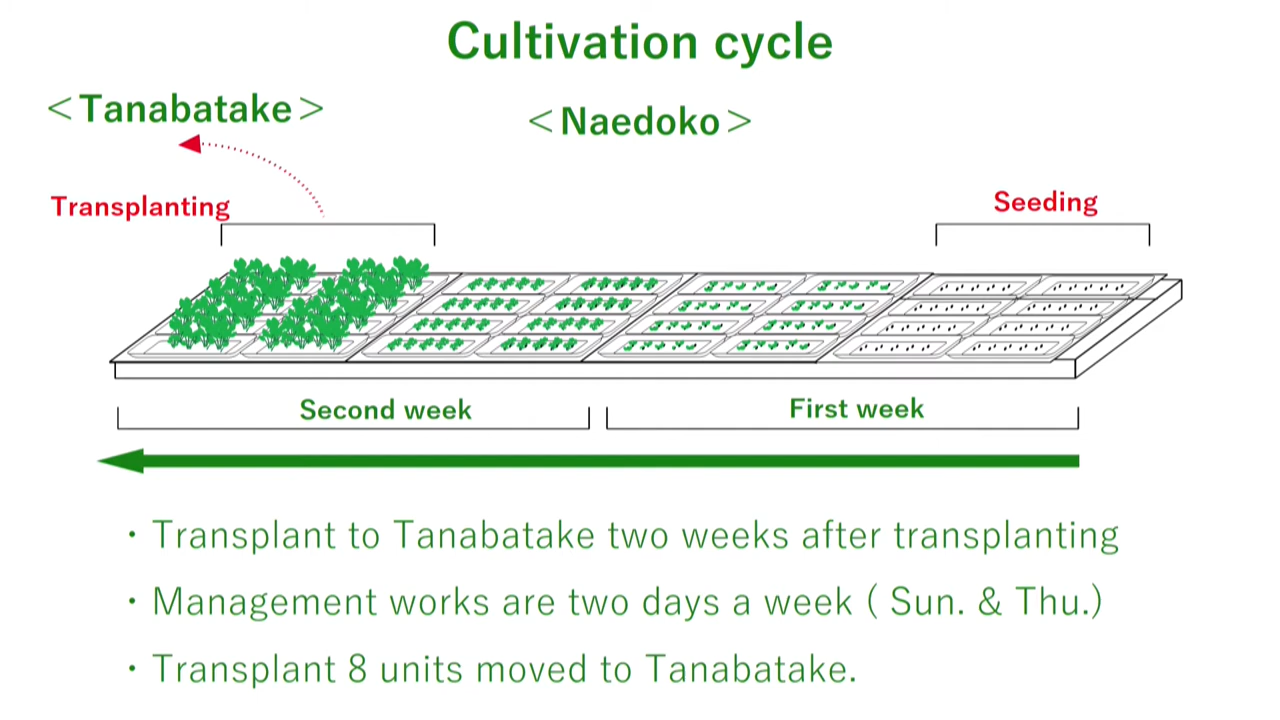 Cultivation cycle
＜Tanabatake＞
＜Naedoko＞
Transplanting
Seeding
Second week
First week
・Transplant to Tanabatake two weeks after transplanting
・Management works are two days a week ( Sun. & Thu.)
・Transplant 8 units moved to Tanabatake.